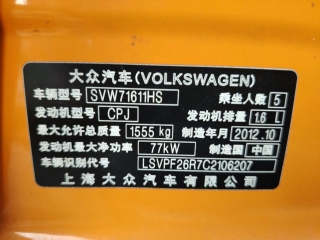 大众汽车(VOLKSWAGEN)
车辆型号 SVW71611HS 乘坐人数 5
发动机型号 CPJ 发动机排量 1.6 L
最大允许总质量 1555 kg 制造年月 2012.10
发动机最大净功率 77kW 制造国 中国
车辆识别代号 LSVPF26R7C2106207
上海大众汽车有限公司